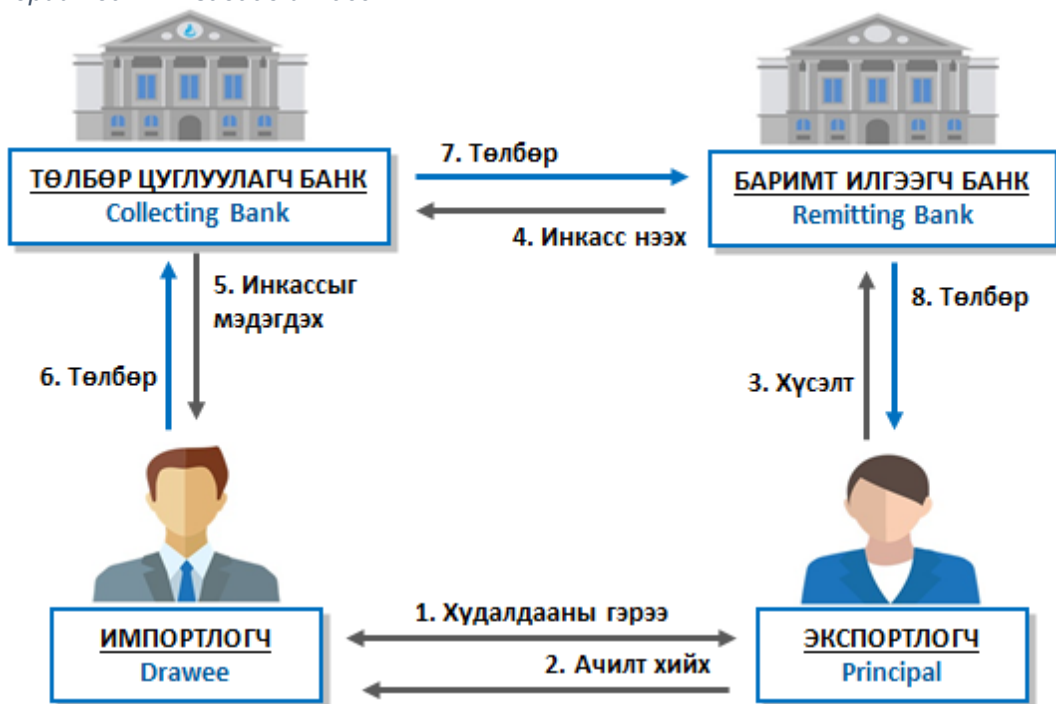 ТӨЛБӨР ЦУГЛУУЛАГЧ БАНК
Collecting Bank
7. Төлбөр
4. Инкасс нээх
БАРИМТ ИЛГЭЭГЧ БАНК
Remitting Bank
5. Инкассыг
мэдэгдэх
6. Төлбөр
8. Төлбөр
3. Хүсэлт
ИМПОРТЛОГЧ
Drawee
1. Худалдааны гэрээ
2. Ачилт хийх
ЭКСПОРТЛОГЧ
Principal